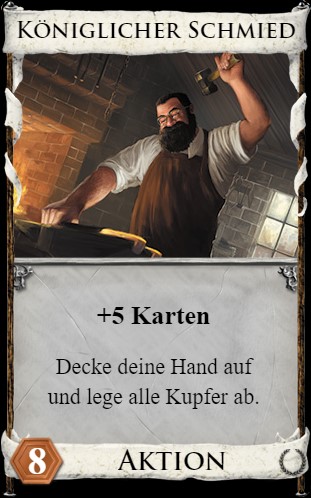 Königlicher Schmied
+5 Karten
Decke deine Hand auf
und lege alle Kupfer ab.
8
Aktion